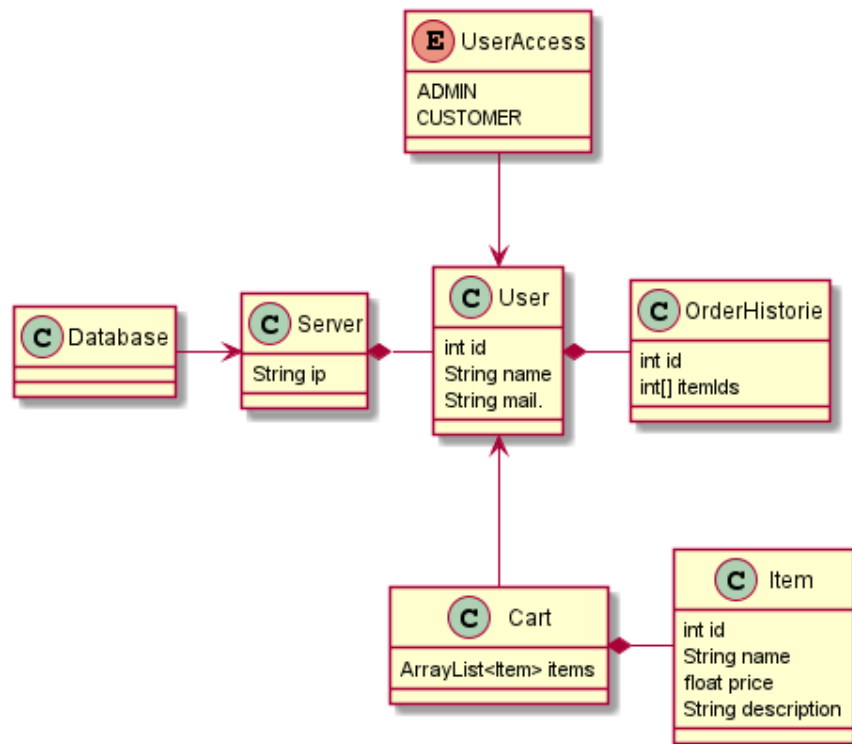 E UserAccess
ADMIN
CUSTOMER
C Database
C Server
String ip
C User
int id
String name
String mail.
C OrderHistorie
int id
int[] itemIds
C Cart
ArrayList<Item> items
C Item
int id
String name
float price
String description